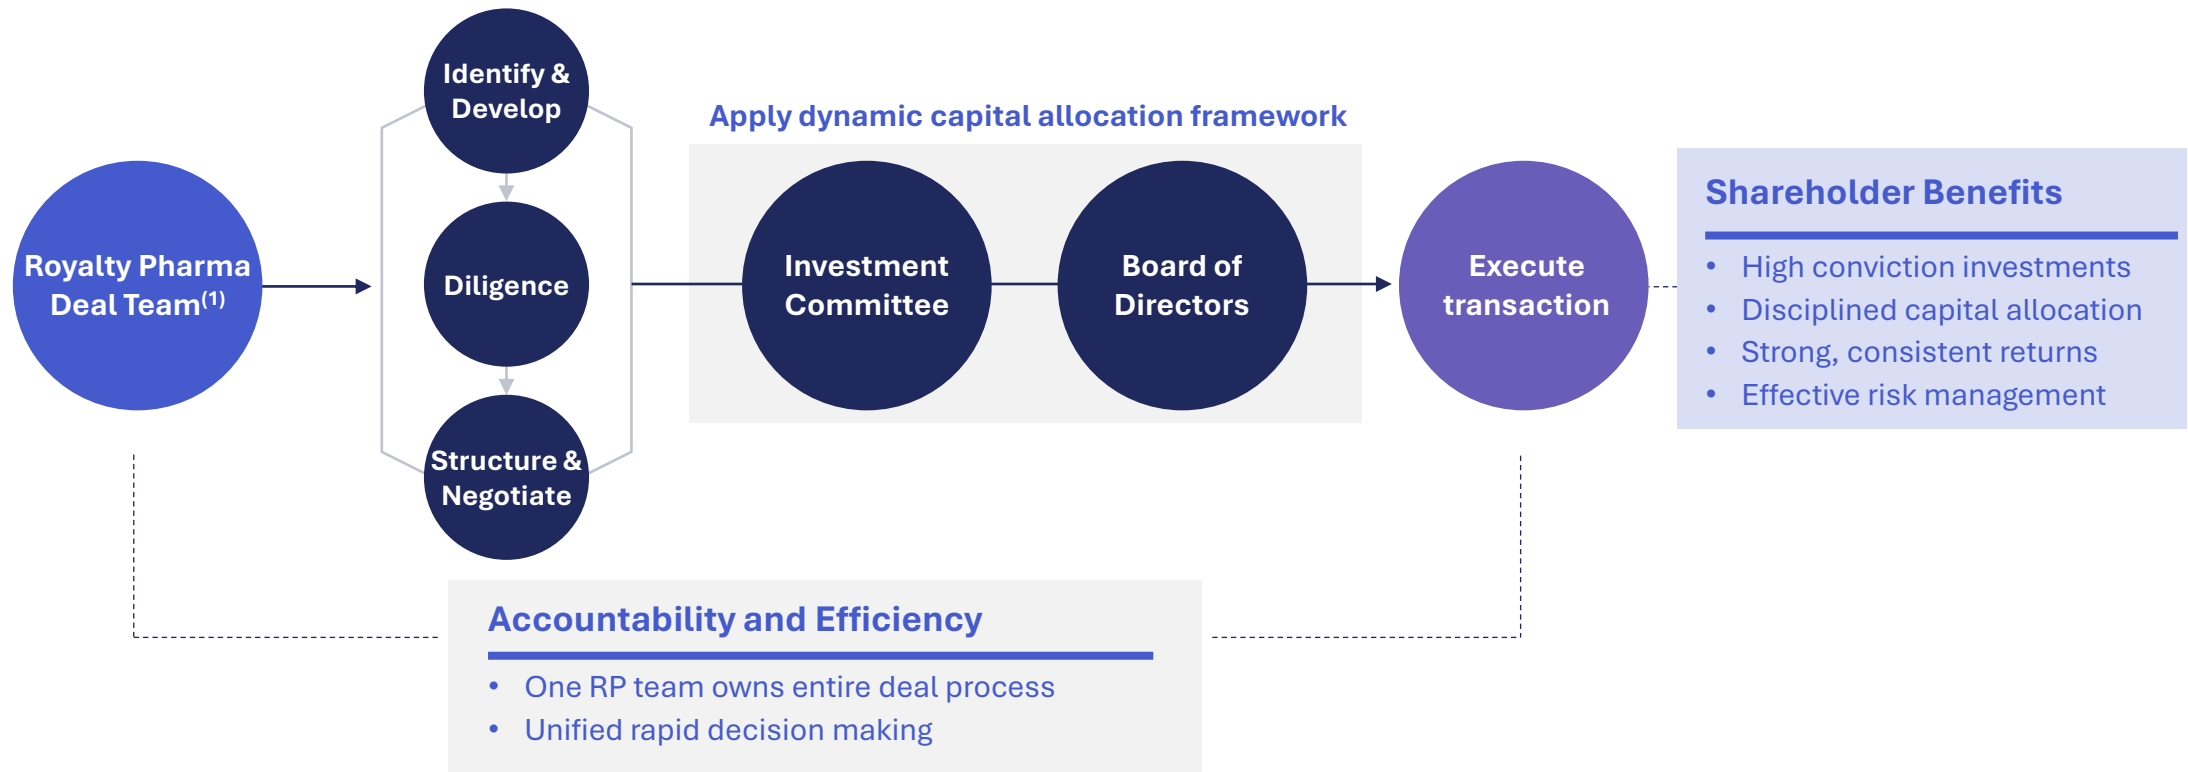 Royalty Pharma
Deal Team(1)
Identify &
Develop
Diligence
Structure &
Negotiate
Apply dynamic capital allocation framework
Investment
Committee
Board of
Directors
Execute
transaction
Shareholder Benefits
• High conviction investments
• Disciplined capital allocation
• Strong, consistent returns
• Effective risk management
Accountability and Efficiency
• One RP team owns entire deal process
• Unified rapid decision making